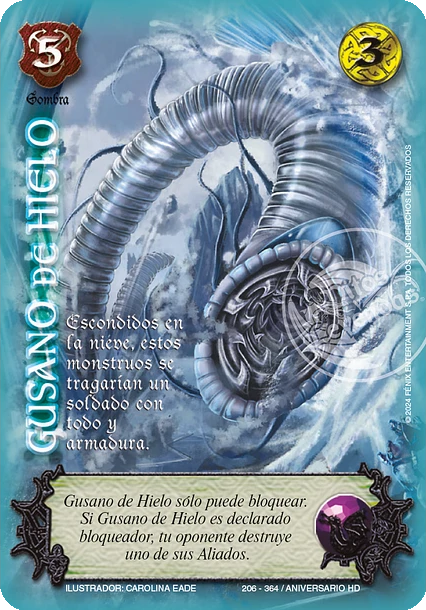 5
3
Sombra
GUSANO DE HIELO
Escondidos en
la nieve, estos
monstruos se
tragarían un
soldado con
todo y
armadura.
© 2024 FÉNIX ENTERTAINMENT S.P.A. TODOS LOS DERECHOS RESERVADOS
Gusano de Hielo sólo puede bloquear.
Si Gusano de Hielo es declarado
bloqueador, tu oponente destruye
uno de sus Aliados.
ILUSTRADOR: CAROLINA EADE
206 - 364 / ANIVERSARIO HD